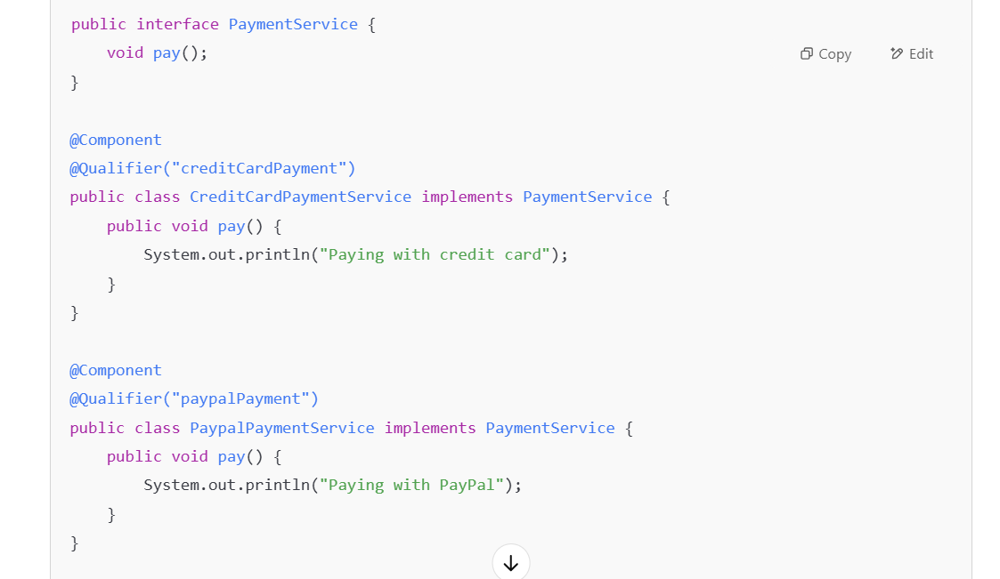 public interface PaymentService {
    void pay();
Copy
Edit
}
@Component
@Qualifier("creditCardPayment")
public class CreditCardPaymentService implements PaymentService {
    public void pay() {
        System.out.println("Paying with credit card");
    }
}
@Component
@Qualifier("paypalPayment")
public class PaypalPaymentService implements PaymentService {
    public void pay() {
        System.out.println("Paying with PayPal");
    }
}